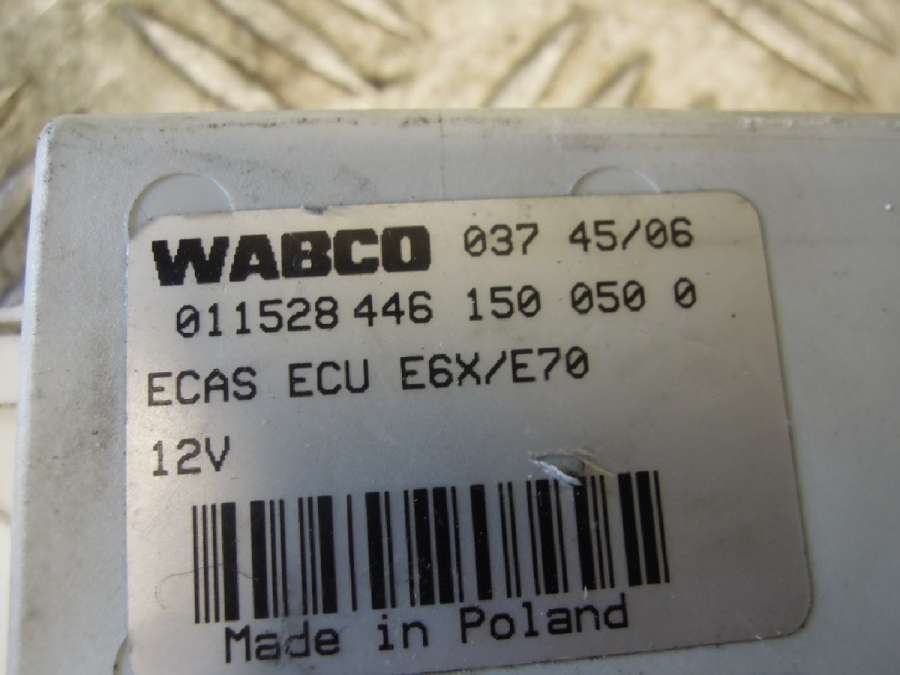 WABCO 037 45/06
011528 446 150 050 0
ECAS ECU E6X/E70
12V
Made in Poland